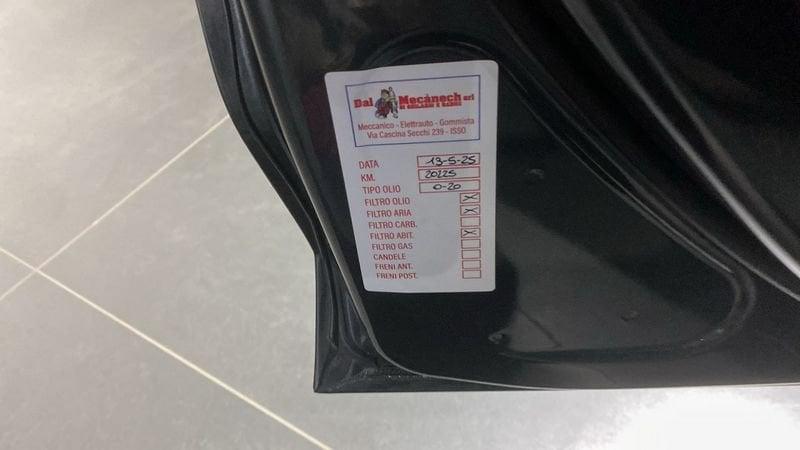 Dal Mecànech srl
Meccanico - Elettrauto - Gommista
Via Cascina Secchi 239 - ISSO
DATA 13-5-25
KM. 20225
TIPO OLIO 0-20
FILTRO OLIO X
FILTRO ARIA X
FILTRO CARB.
FILTRO ABIT. X
FILTRO GAS
CANDELE
FRENI ANT.
FRENI POST.